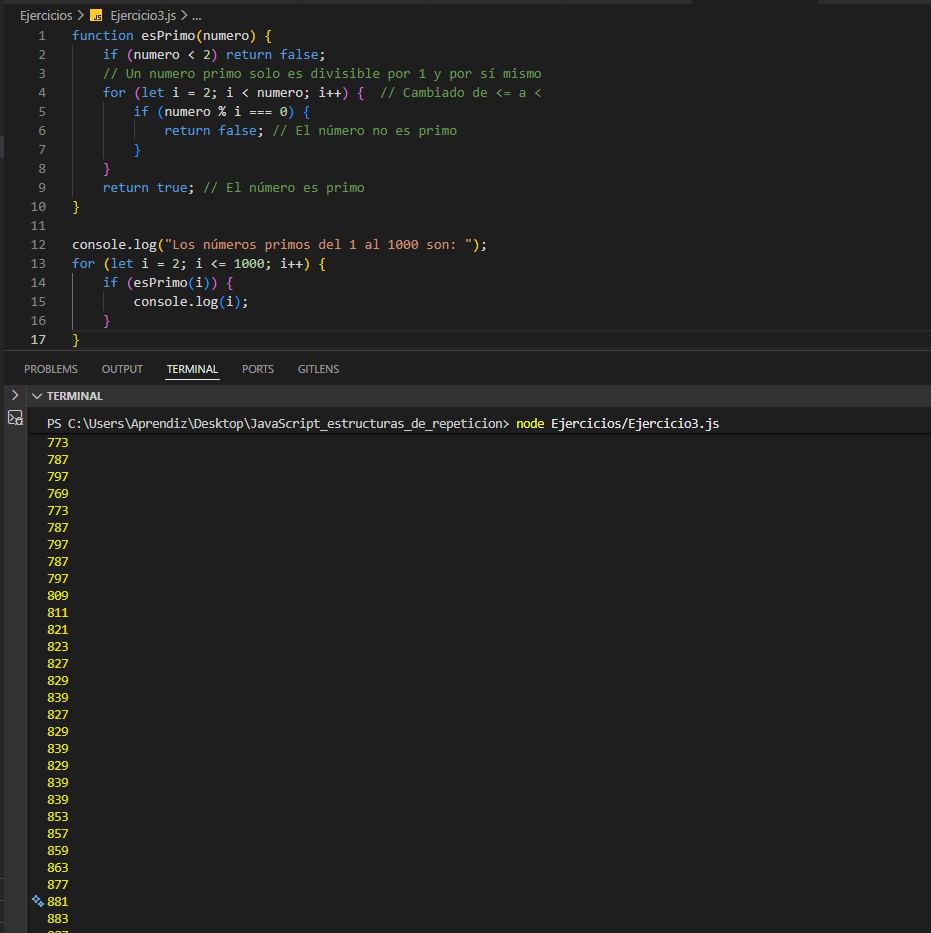 Ejercicios > JS Ejercicio3.js > ...
1 function esPrimo(numero) {
2 if (numero < 2) return false;
3 // Un numero primo solo es divisible por 1 y por sí mismo
4 for (let i = 2; i < numero; i++) { // Cambiado de <= a <
5 if (numero % i === 0) {
6 return false; // El número no es primo
7 }
8 }
9 return true; // El número es primo
10 }
11
12 console.log("Los números primos del 1 al 1000 son: ");
13 for (let i = 2; i <= 1000; i++) {
14 if (esPrimo(i)) {
15 console.log(i);
16 }
17 }
PROBLEMS OUTPUT TERMINAL PORTS GITLENS
TERMINAL
PS C:\Users\Aprendiz\Desktop\JavaScript_estructuras_de_repeticion> node Ejercicios/Ejercicio3.js
773
787
797
769
773
787
797
787
797
809
811
821
823
827
829
839
827
829
839
829
839
839
853
857
859
863
877
881
883